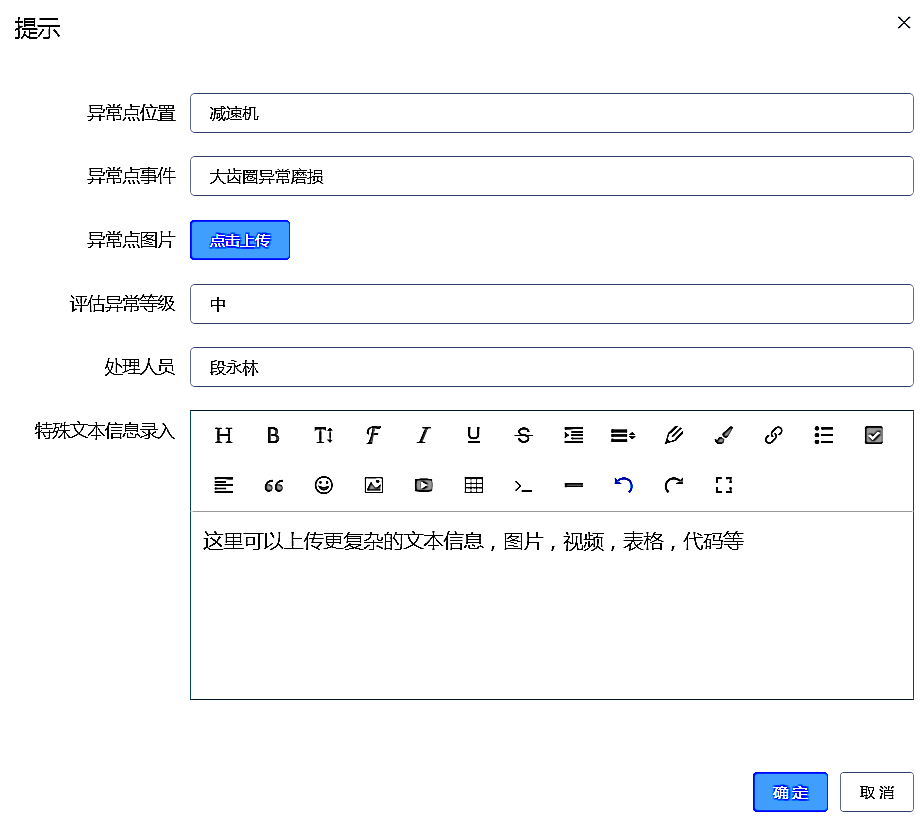 提示
异常点位置 减速机
异常点事件 大齿圈异常磨损
异常点图片 点击上传
评估异常等级 中
处理人员 段永林
特殊文本信息录入
这里可以上传更复杂的文本信息，图片，视频，表格，代码等
确定 取消